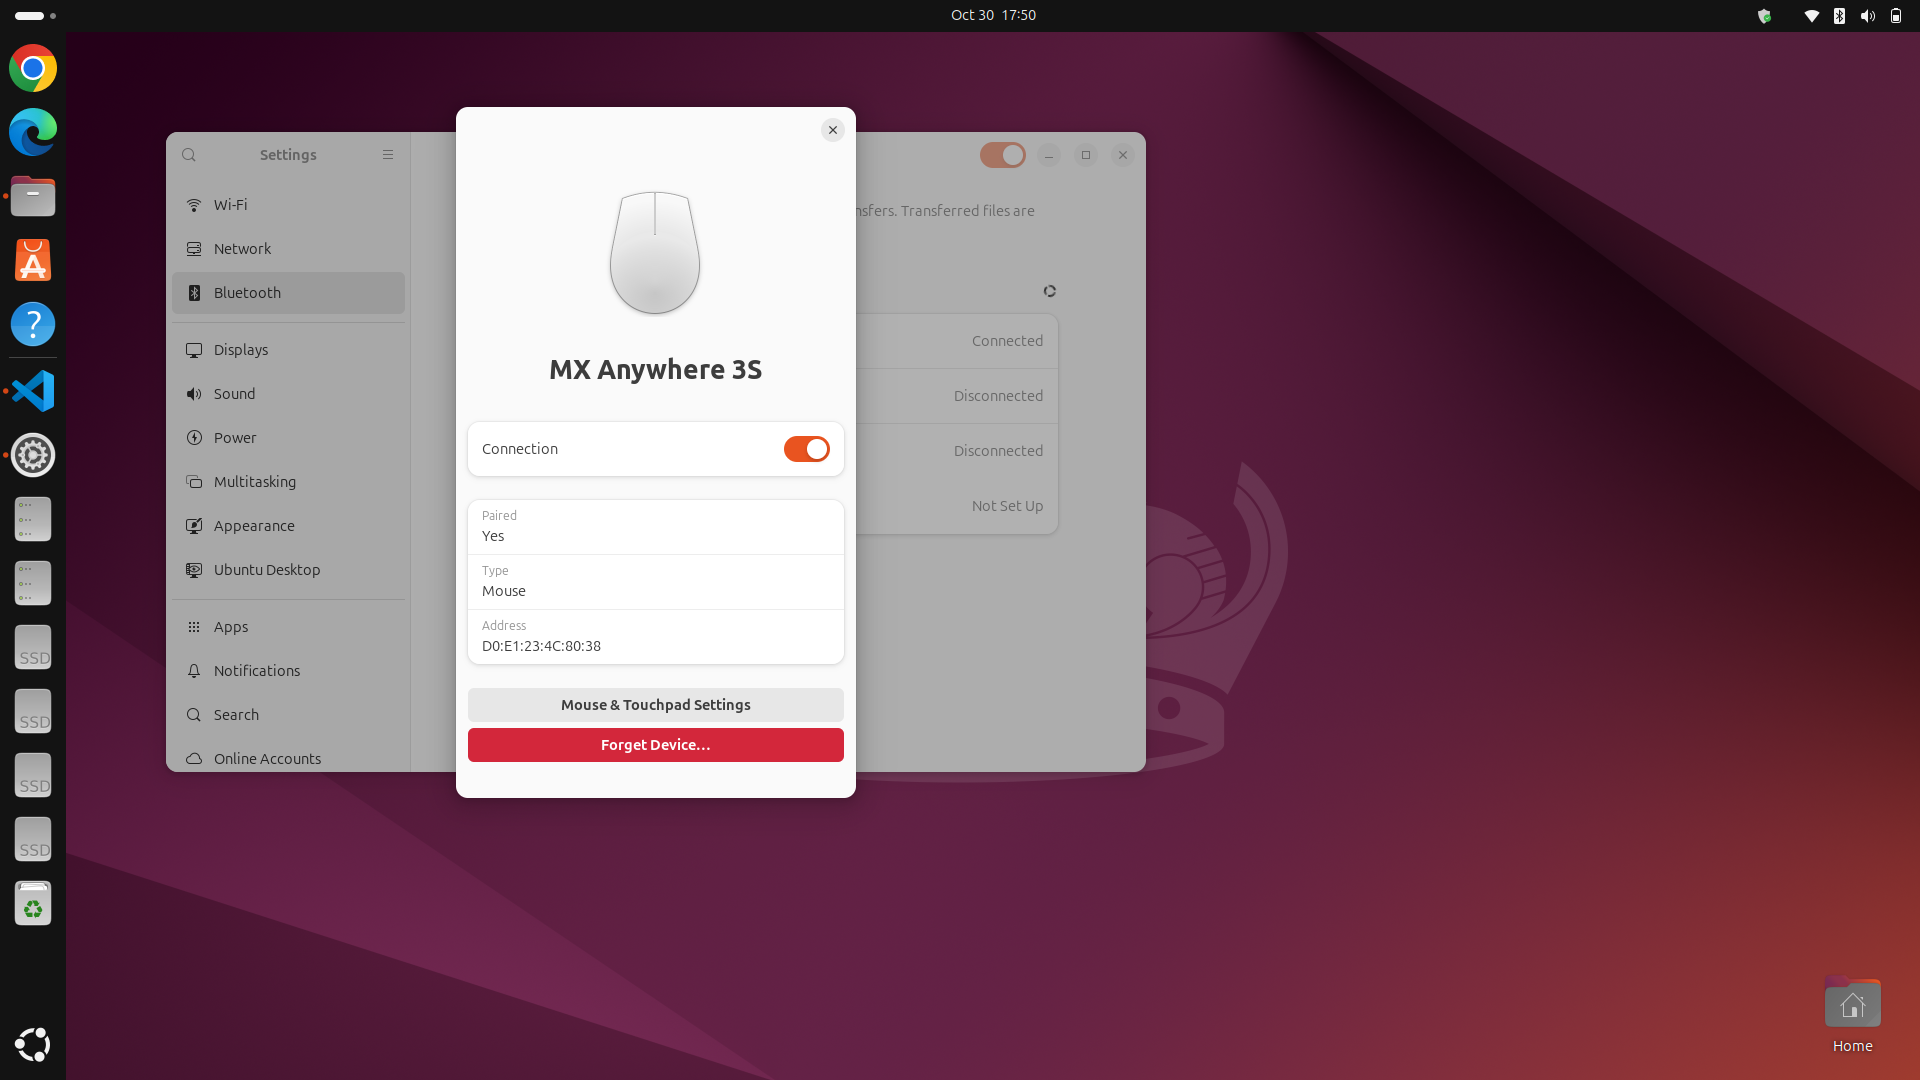 Oct 30 17:50
Settings
Wi-Fi
Network
Bluetooth
Displays
Sound
Power
Multitasking
Appearance
Ubuntu Desktop
Apps
Notifications
Search
Online Accounts
nsfers. Transferred files are
Connected
Disconnected
Disconnected
Not Set Up
MX Anywhere 3S
Connection
Paired
Yes
Type
Mouse
Address
D0:E1:23:4C:80:38
Mouse & Touchpad Settings
Forget Device…
SSD
SSD
SSD
SSD
Home